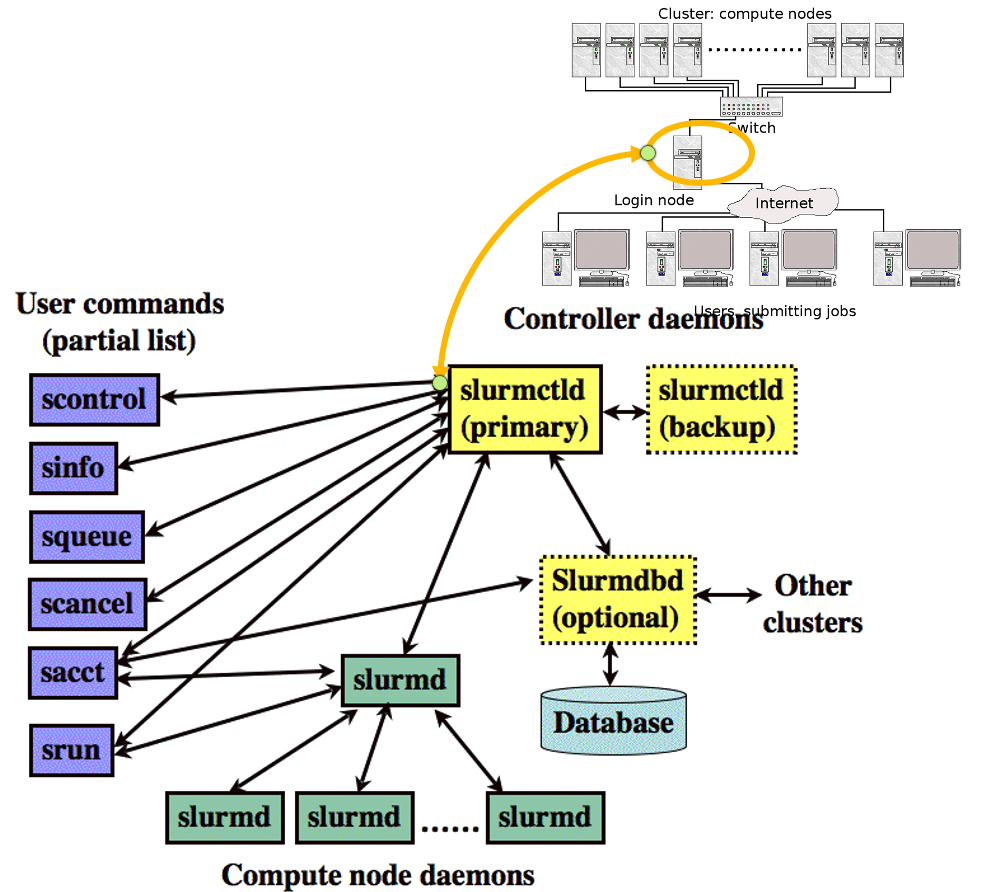 Cluster: compute nodes
Switch
Login node
Internet
Users, submitting jobs
User commands
(partial list)
Controller daemons
scontrol
slurmctld
(primary)
slurmctld
(backup)
sinfo
squeue
scancel
Slurmdbd
(optional)
Other
clusters
sacct
slurmd
Database
srun
slurmd
slurmd
......
slurmd
Compute node daemons